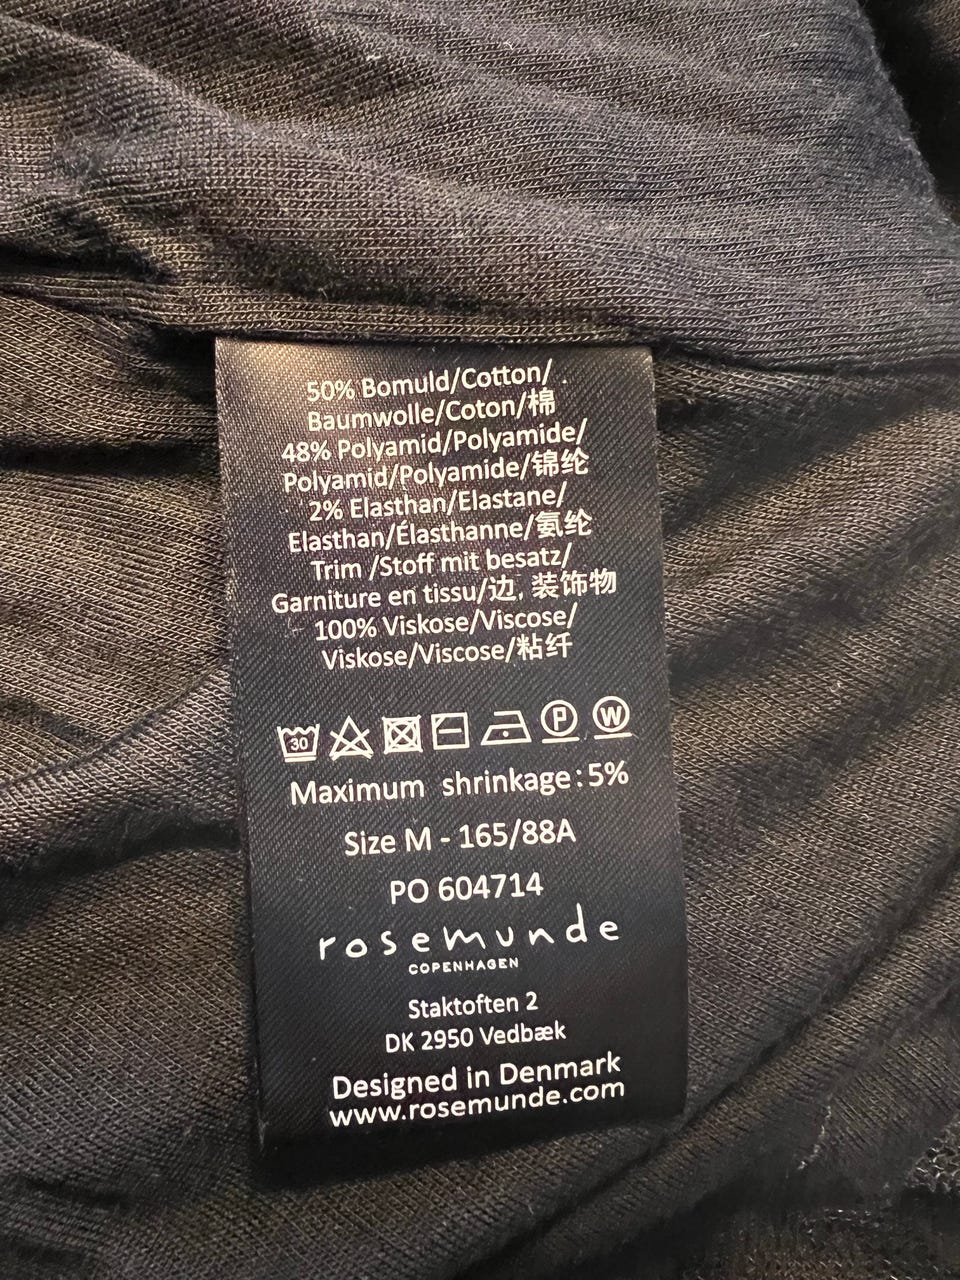 50% Bomuld/Cotton/
Baumwolle/Coton/棉
48% Polyamid/Polyamide/
Polyamid/Polyamide/锦纶
2% Elasthan/Elastane/
Elasthan/Élasthanne/氨纶
Trim /Stoff mit besatz/
Garniture en tissu/边, 装饰物
100% Viskose/Viscose/
Viskose/Viscose/粘纤
30 P W
Maximum shrinkage:5%
Size M - 165/88A
PO 604714
rosemunde
COPENHAGEN
Staktoften 2
DK 2950 Vedbæk
Designed in Denmark
www.rosemunde.com